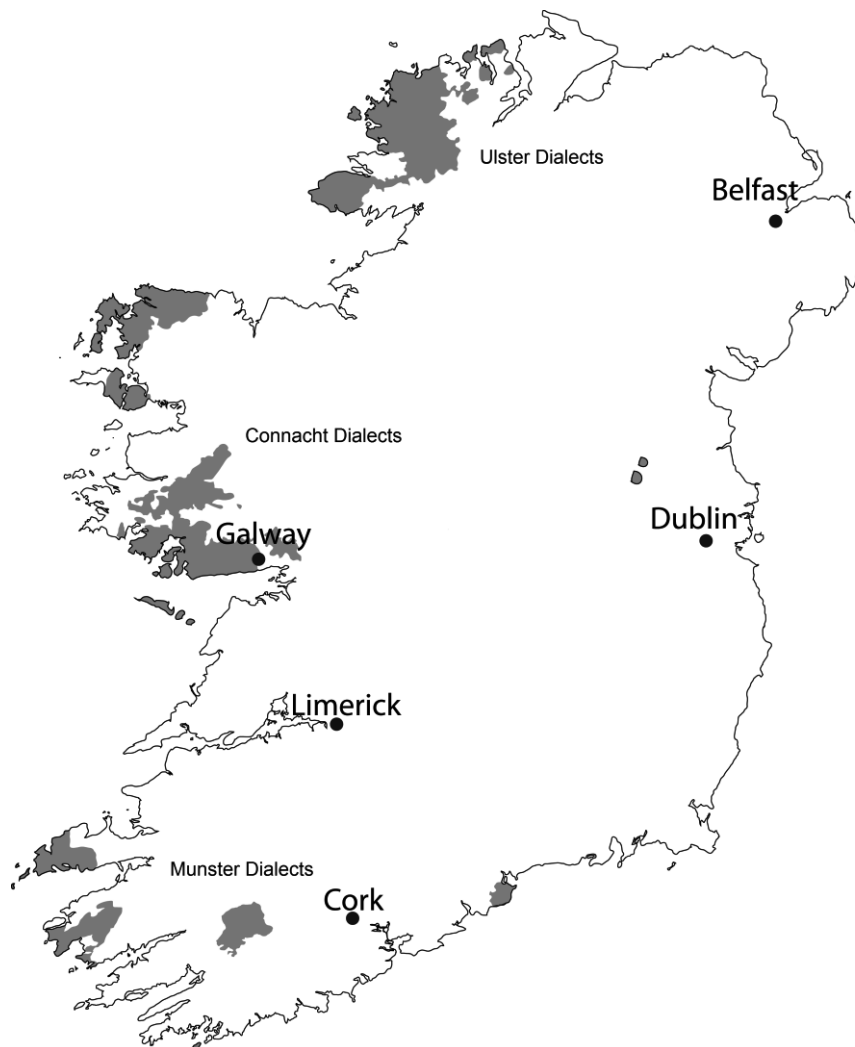 Ulster Dialects
Belfast
Connacht Dialects
Galway
Dublin
Limerick
Munster Dialects
Cork